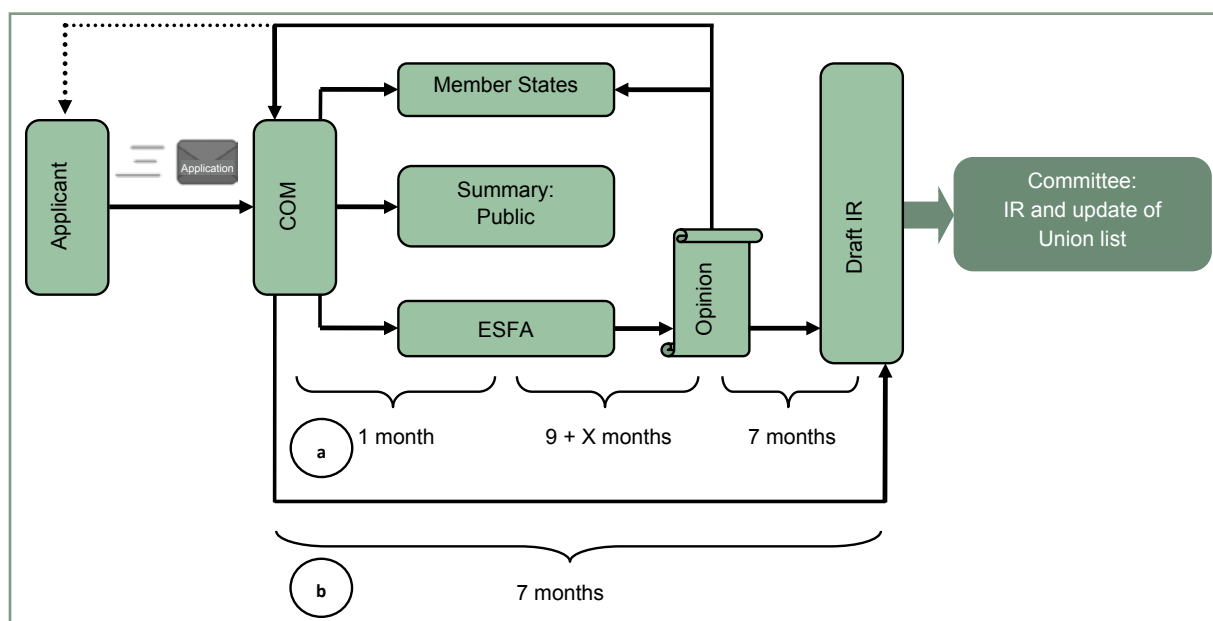 Applicant
Application
COM
Member States
Summary:
Public
ESFA
Opinion
Draft IR
Committee:
IR and update of
Union list
a
1 month
9 + X months
7 months
b
7 months